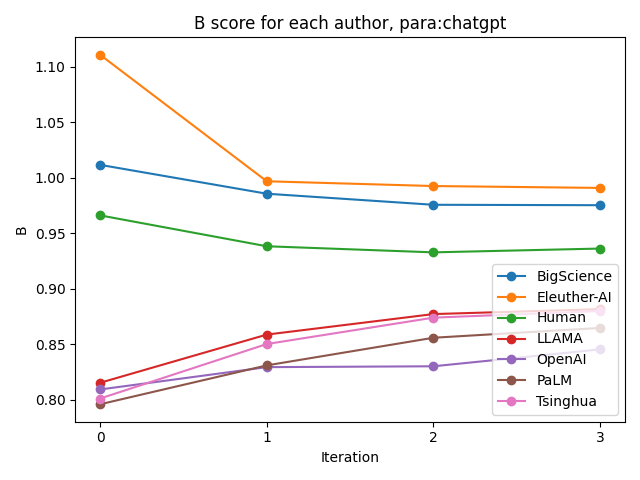 B score for each author, para:chatgpt
1.10
1.05
1.00
0.95
0.90
0.85
0.80
B
0
1
2
3
Iteration
BigScience
Eleuther-AI
Human
LLAMA
OpenAI
PaLM
Tsinghua